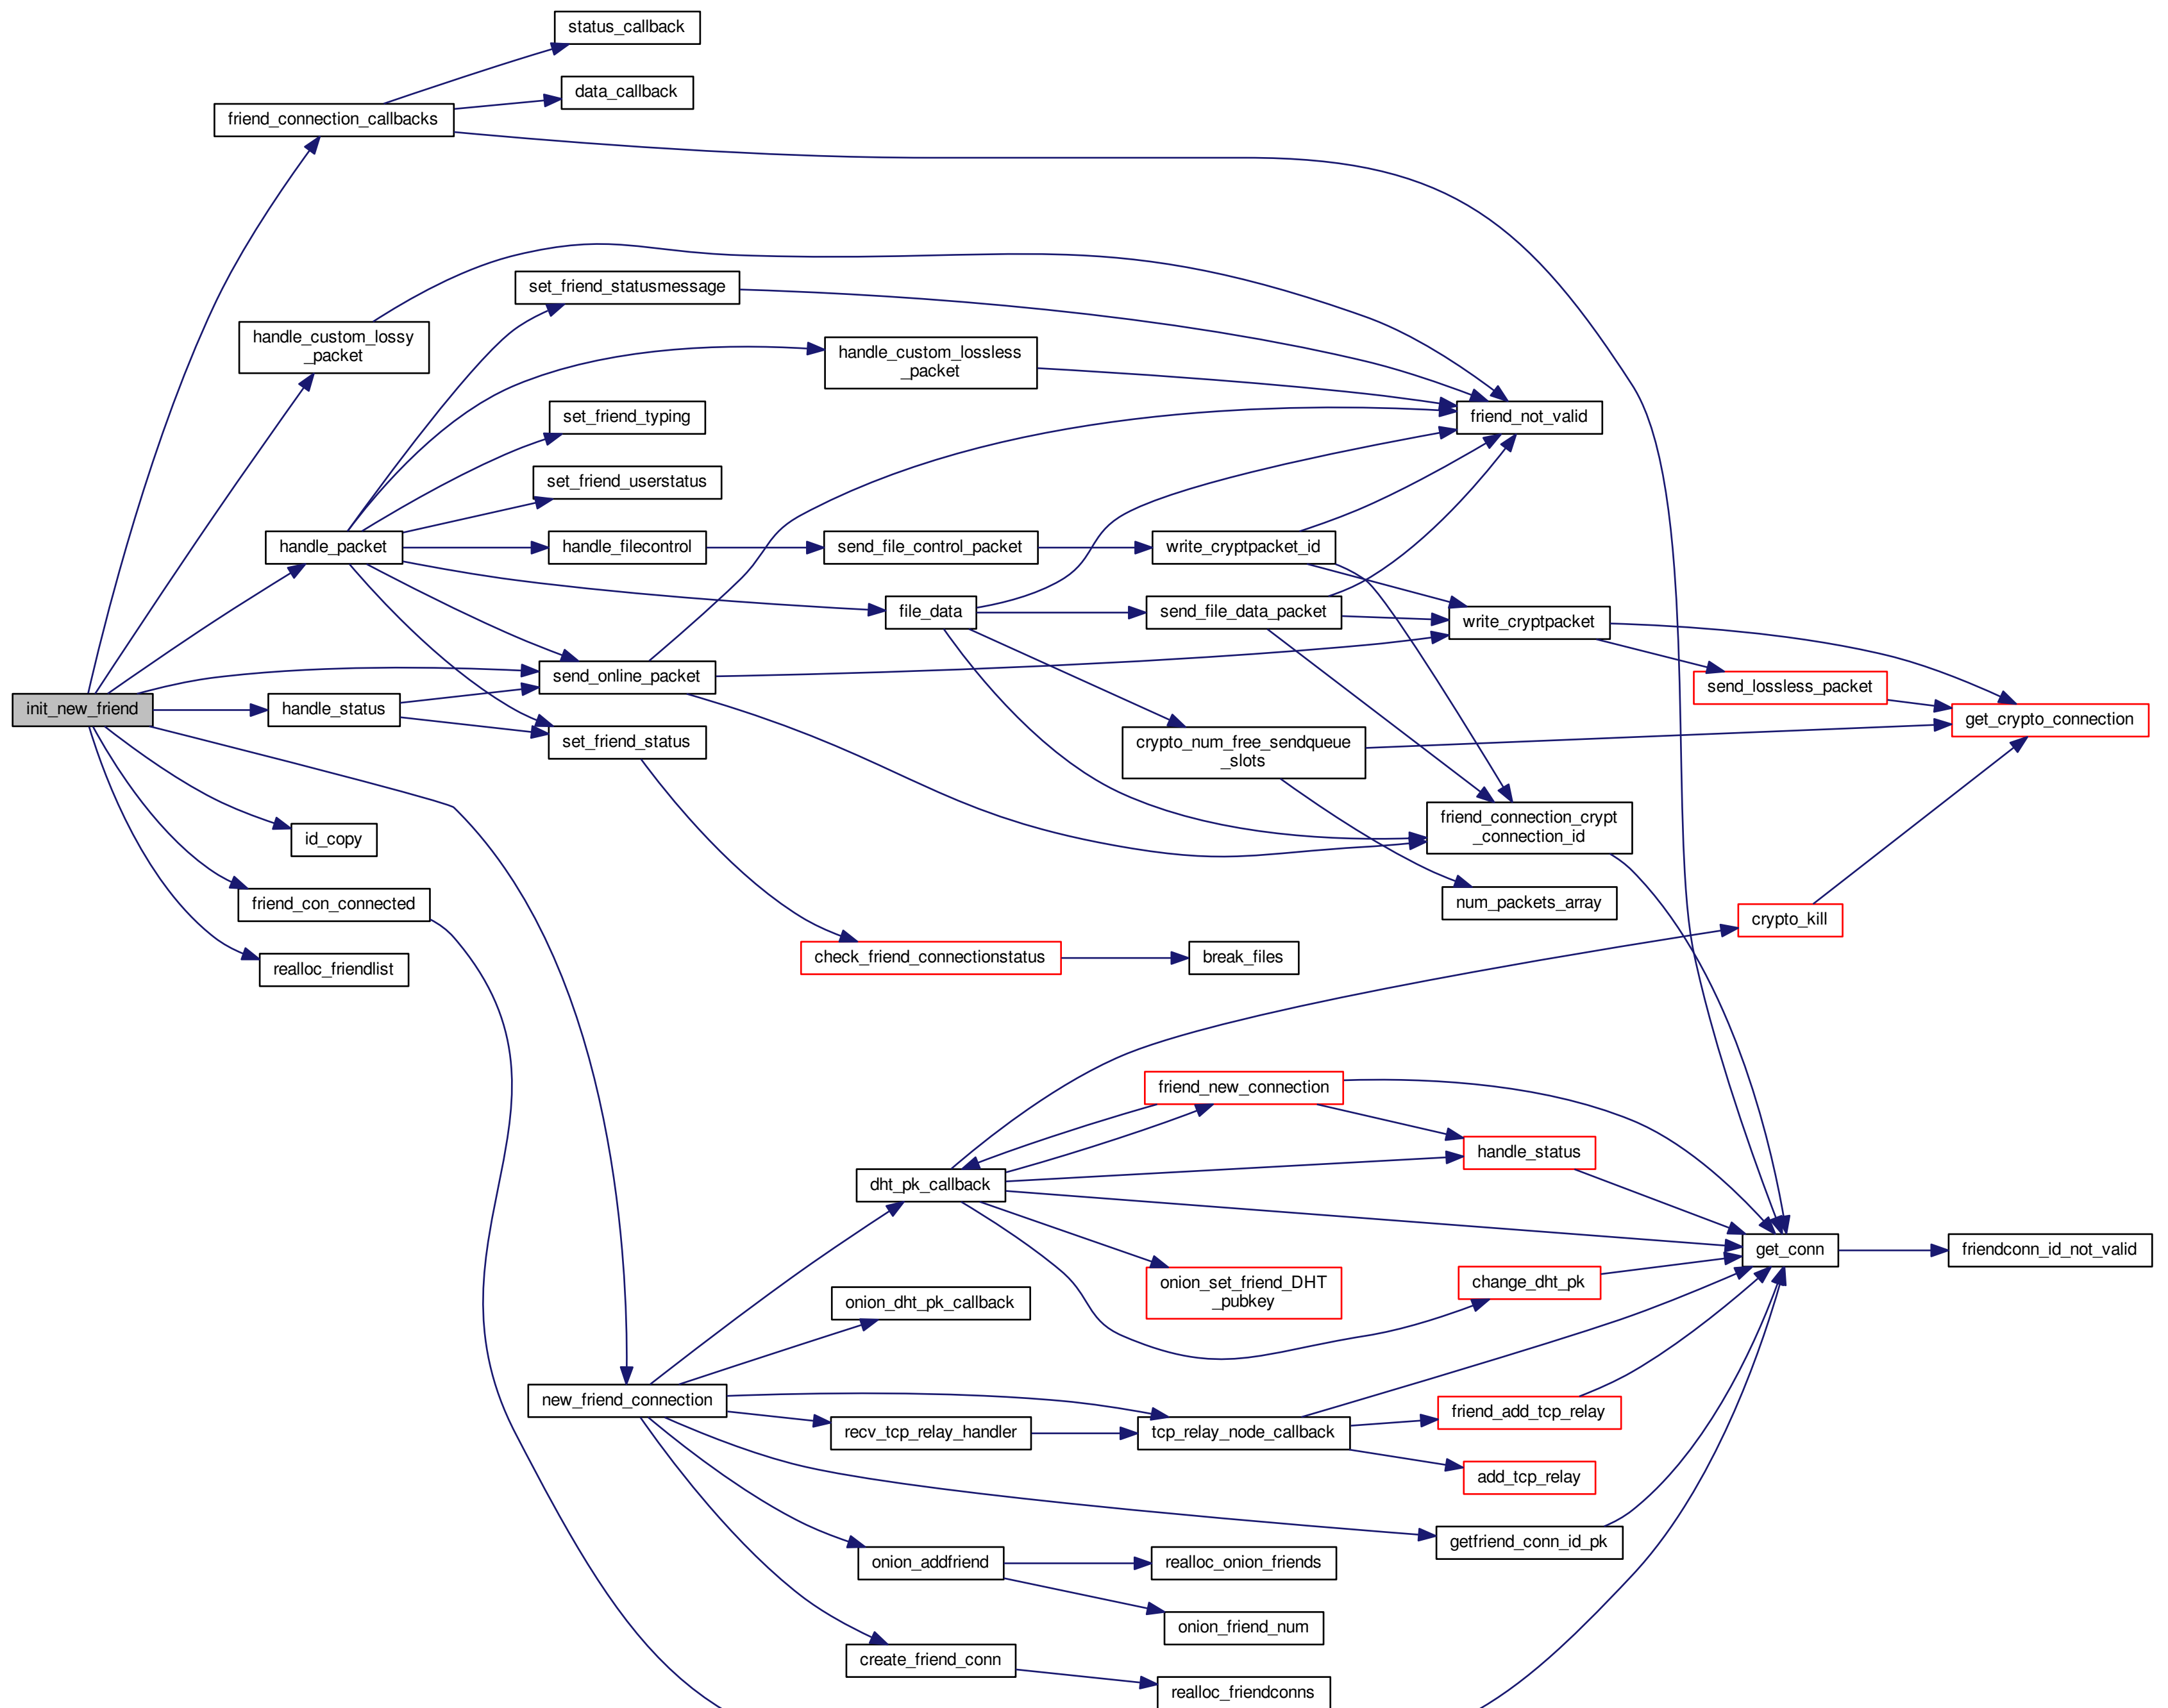 status_callback
data_callback
friend_connection_callbacks
set_friend_statusmessage
handle_custom_lossy
_packet
handle_custom_lossless
_packet
set_friend_typing
friend_not_valid
set_friend_userstatus
handle_packet
handle_filecontrol
send_file_control_packet
write_cryptpacket_id
file_data
send_file_data_packet
write_cryptpacket
send_online_packet
send_lossless_packet
init_new_friend
handle_status
get_crypto_connection
set_friend_status
crypto_num_free_sendqueue
_slots
id_copy
friend_connection_crypt
_connection_id
friend_con_connected
num_packets_array
crypto_kill
realloc_friendlist
check_friend_connectionstatus
break_files
friend_new_connection
handle_status
dht_pk_callback
get_conn
friendconn_id_not_valid
onion_set_friend_DHT
_pubkey
change_dht_pk
onion_dht_pk_callback
new_friend_connection
friend_add_tcp_relay
recv_tcp_relay_handler
tcp_relay_node_callback
add_tcp_relay
getfriend_conn_id_pk
onion_addfriend
realloc_onion_friends
onion_friend_num
create_friend_conn
realloc_friendconns